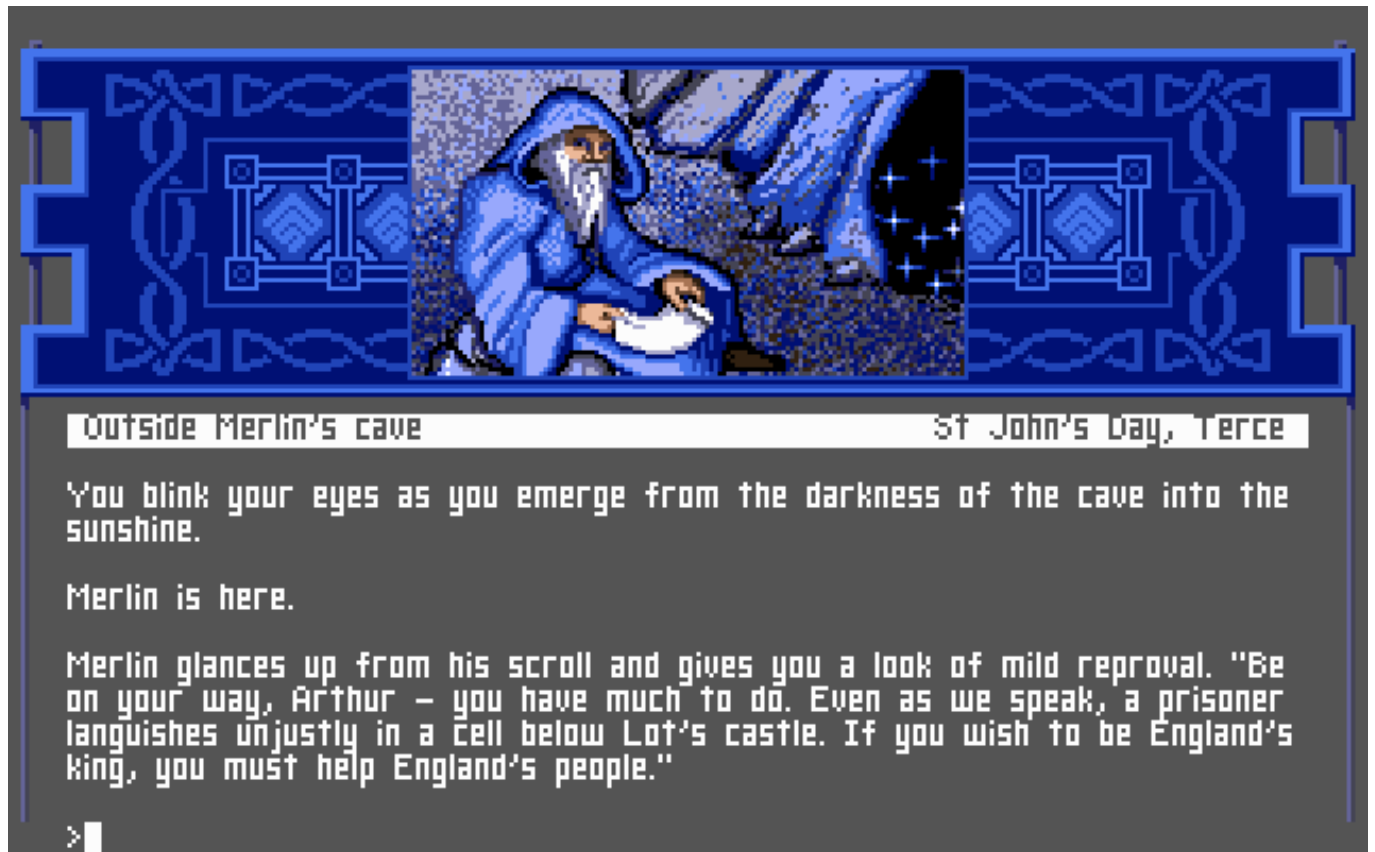 Outside Merlin's cave St John's Day, Terce
You blink your eyes as you emerge from the darkness of the cave into the
sunshine.
Merlin is here.
Merlin glances up from his scroll and gives you a look of mild reproval. "Be
on your way, Arthur – you have much to do. Even as we speak, a prisoner
languishes unjustly in a cell below Lot's castle. If you wish to be England's
king, you must help England's people."
>